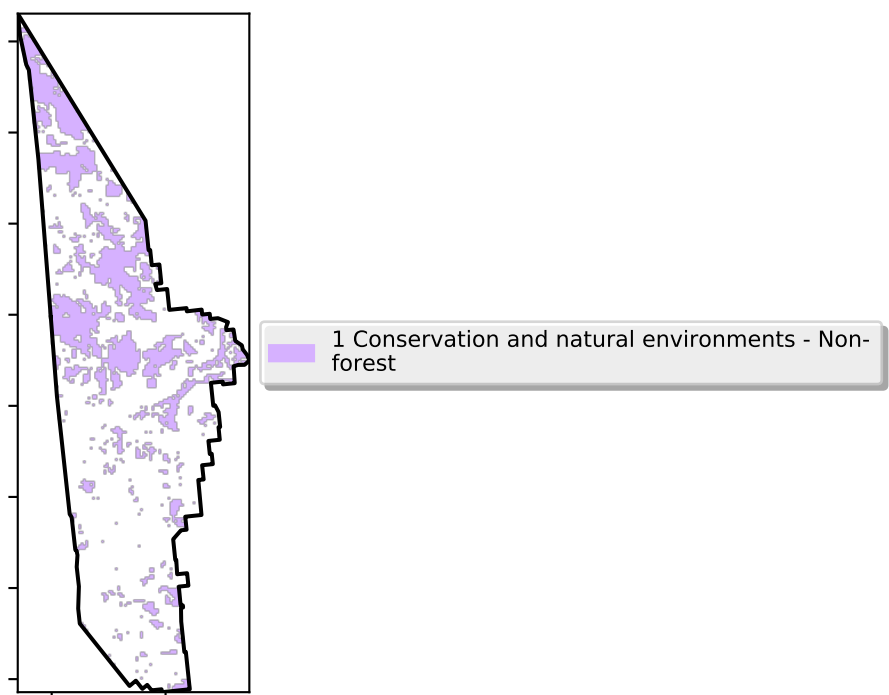 1 Conservation and natural environments - Non-
forest